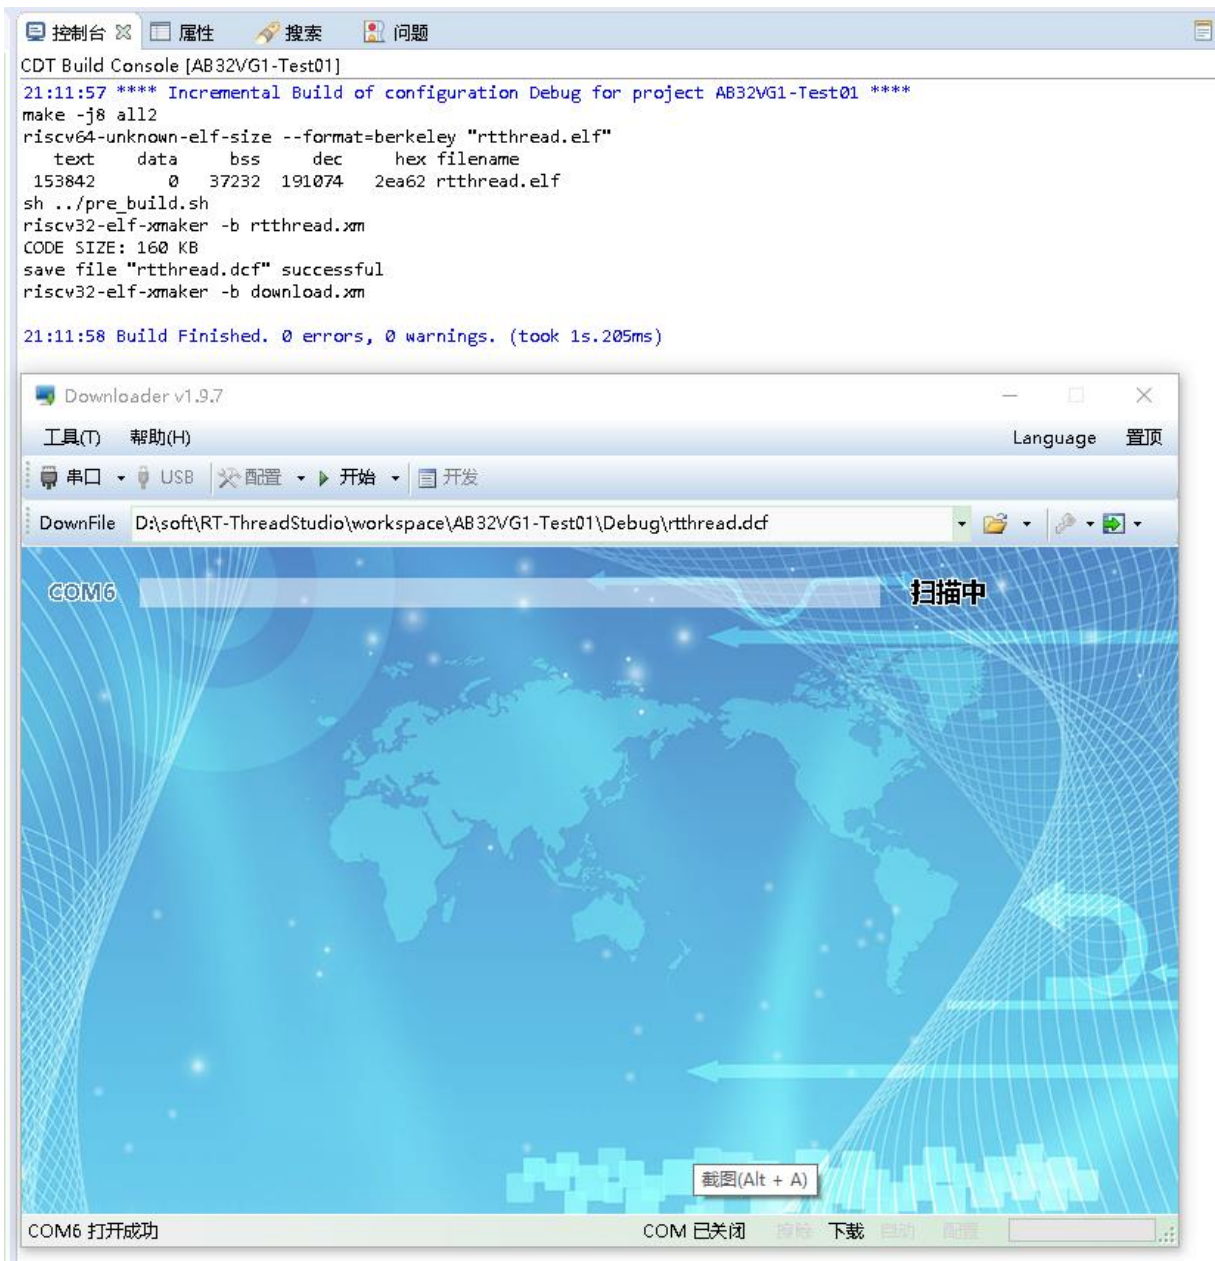 控制台 属性 搜索 问题
CDT Build Console [AB32VG1-Test01]
21:11:57 **** Incremental Build of configuration Debug for project AB32VG1-Test01 ****
make -j8 all2
riscv64-unknown-elf-size --format=berkeley "rtthread.elf"
text data bss dec hex filename
153842 0 37232 191074 2ea62 rtthread.elf
sh ../pre_build.sh
riscv32-elf-xmaker -b rtthread.xm
CODE SIZE: 160 KB
save file "rtthread.dcf" successful
riscv32-elf-xmaker -b download.xm
21:11:58 Build Finished. 0 errors, 0 warnings. (took 1s.205ms)
Downloader v1.9.7
工具(T) 帮助(H) Language 置顶
串口 USB 配置 开始 开发
DownFile D:\soft\RT-ThreadStudio\workspace\AB32VG1-Test01\Debug\rtthread.dcf
COM6 扫描中
截图(Alt + A)
COM6 打开成功 COM 已关闭 擦除 下载 自动 配置